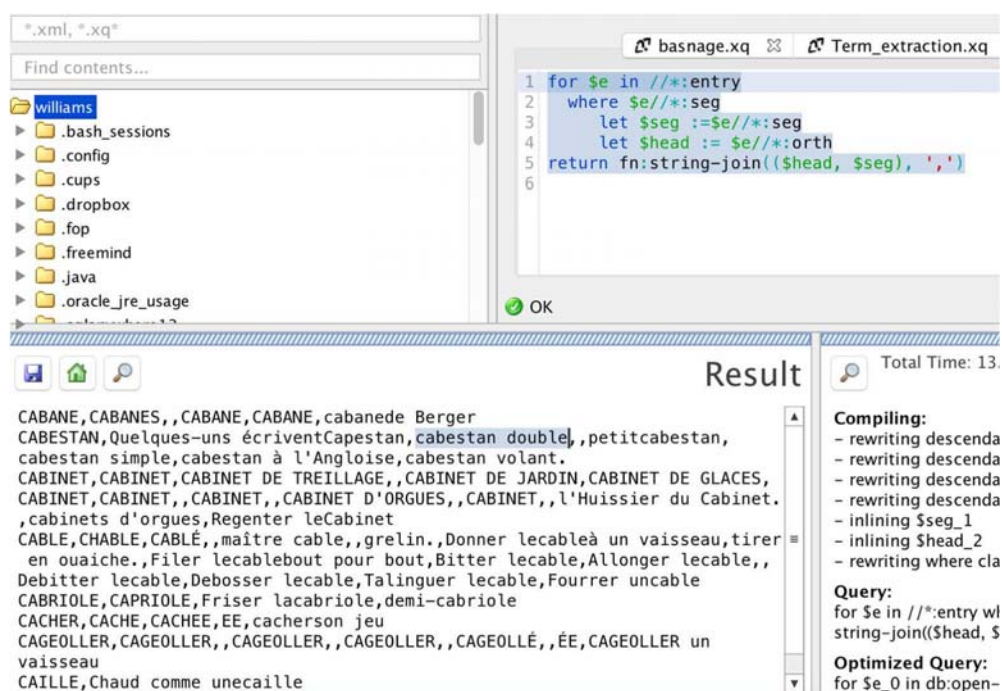 *.xml, *.xq*
Find contents...
williams
.bash_sessions
.config
.cups
.dropbox
.fop
.freemind
.java
.oracle_jre_usage
basnage.xq
Term_extraction.xq
1 for $e in //*:entry
2 where $e//*:seg
3 let $seg :=$e//*:seg
4 let $head := $e//*:orth
5 return fn:string-join(($head, $seg), ',')
6
OK
Result
CABANE,CABANES,,CABANE,CABANE,cabanede Berger
CABESTAN,Quelques-uns écriventCapestan,cabestan double,,petitcabestan,
cabestan simple,cabestan à l'Angloise,cabestan volant.
CABINET,CABINET,CABINET DE TREILLAGE,,CABINET DE JARDIN,CABINET DE GLACES,
CABINET,CABINET,,CABINET,,CABINET D'ORGUES,,CABINET,,l'Huissier du Cabinet.
,cabinets d'orgues,Regenter leCabinet
CABLE,CHABLE,CABLÉ,,maître cable,,grelin.,Donner lecableà un vaisseau,tirer
en ouaiche.,Filer lecablebout pour bout,Bitter lecable,Allonger lecable,,
Debitter lecable,Debosser lecable,Talinguer lecable,Fourrer uncable
CABRIOLE,CAPRIOLE,Friser lacabriole,demi-cabriole
CACHER,CACHE,CACHEE,EE,cacherson jeu
CAGEOLLER,CAGEOLLER,,CAGEOLLER,,CAGEOLLER,,CAGEOLLÉ,,ÉE,CAGEOLLER un
vaisseau
CAILLE,Chaud comme unecaille
Total Time: 13.
Compiling:
- rewriting descenda
- rewriting descenda
- rewriting descenda
- rewriting descenda
- inlining $seg_1
- inlining $head_2
- rewriting where cla
Query:
for $e in //*:entry wh
string-join(($head, $
Optimized Query:
for $e_0 in db:open-